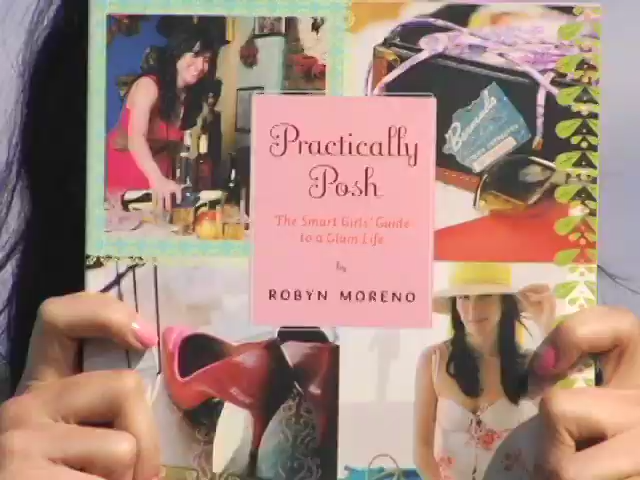 Practically
Posh
The Smart Girls' Guide
to a Glam Life
by
ROBYN MORENO